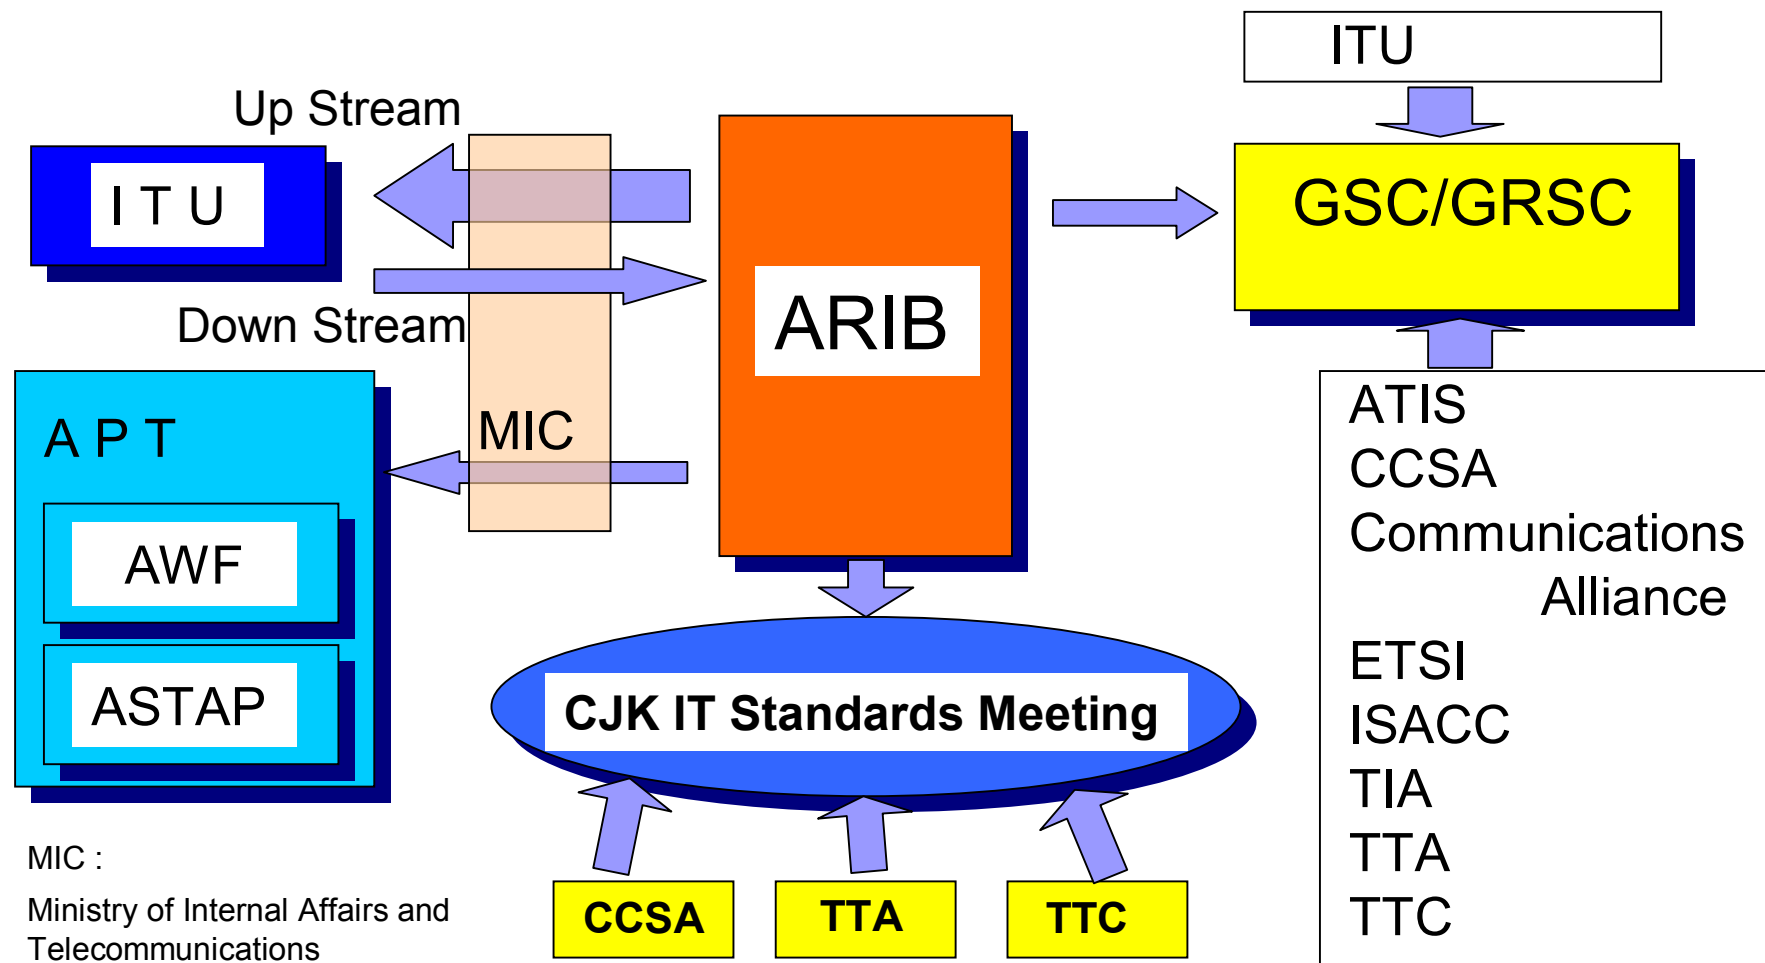 ITU
Up Stream
I T U
GSC/GRSC
ARIB
Down Stream
MIC
A P T
AWF
ASTAP
ATIS
CCSA
Communications
Alliance
ETSI
ISACC
TIA
TTA
TTC
CJK IT Standards Meeting
CCSA
TTA
TTC
MIC :
Ministry of Internal Affairs and
Telecommunications